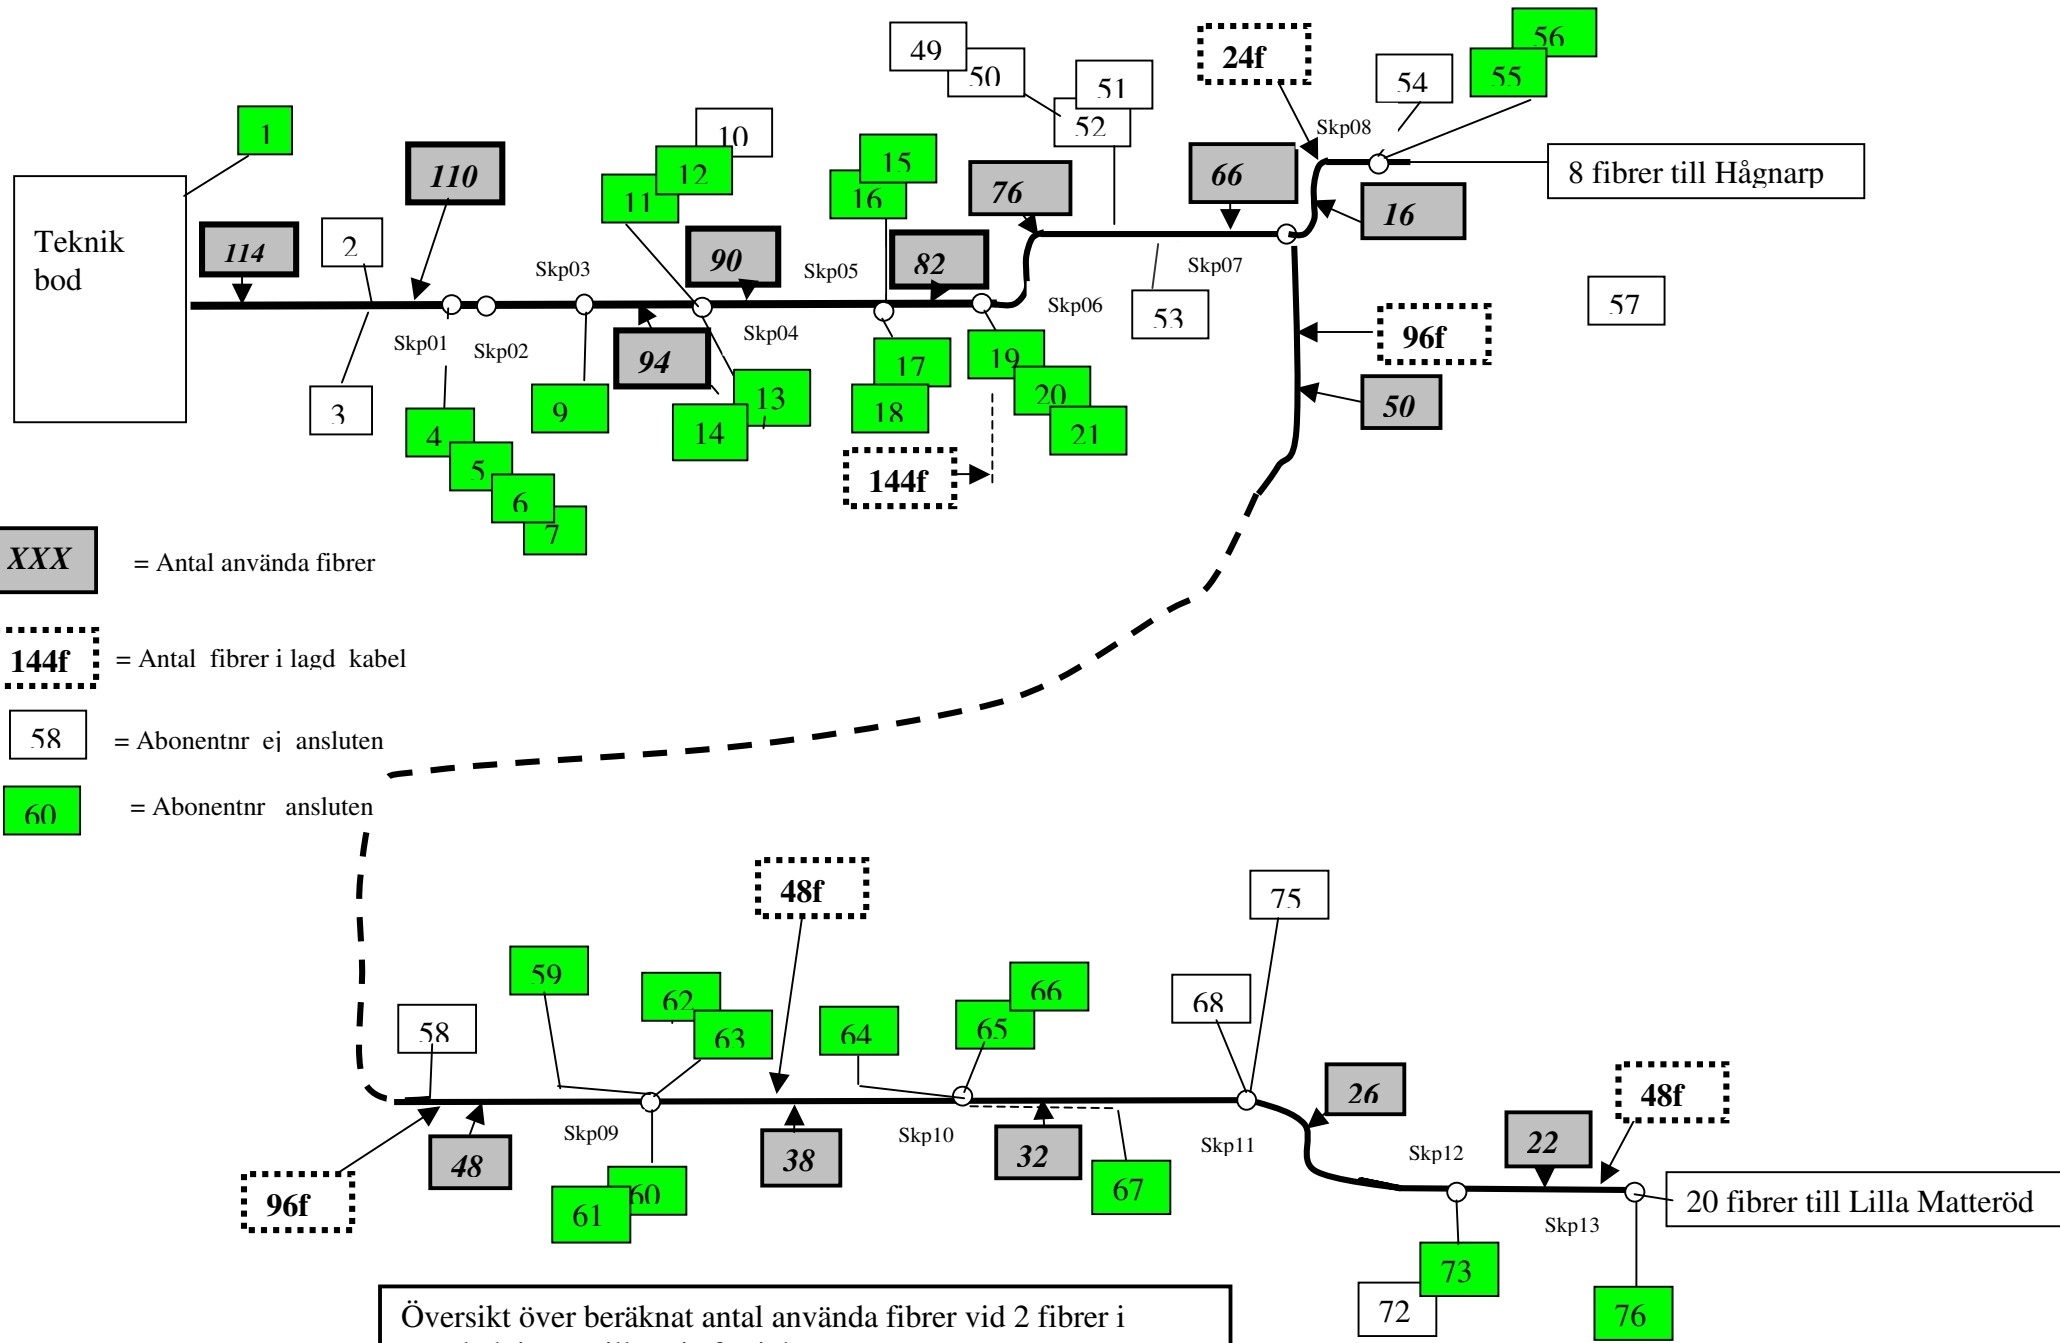 49
50
51
52
24f
54
56
55
1
10
12
11
15
16
110
76
66
Skp08
8 fibrer till Hågnarp
16
Teknik
bod
114
2
Skp03
90
Skp05
82
Skp07
Skp06
53
57
Skp01
Skp02
Skp04
94
3
9
13
14
17
18
19
20
21
96f
50
4
5
6
7
144f
XXX = Antal använda fibrer
144f = Antal fibrer i lagd kabel
58 = Abonentnr ej ansluten
60 = Abonentnr ansluten
48f
75
59
62
63
64
65
66
68
58
26
48f
Skp09
48
38
Skp10
32
Skp11
Skp12
22
96f
60
61
67
20 fibrer till Lilla Matteröd
Skp13
73
72
76
Översikt över beräknat antal använda fibrer vid 2 fibrer i